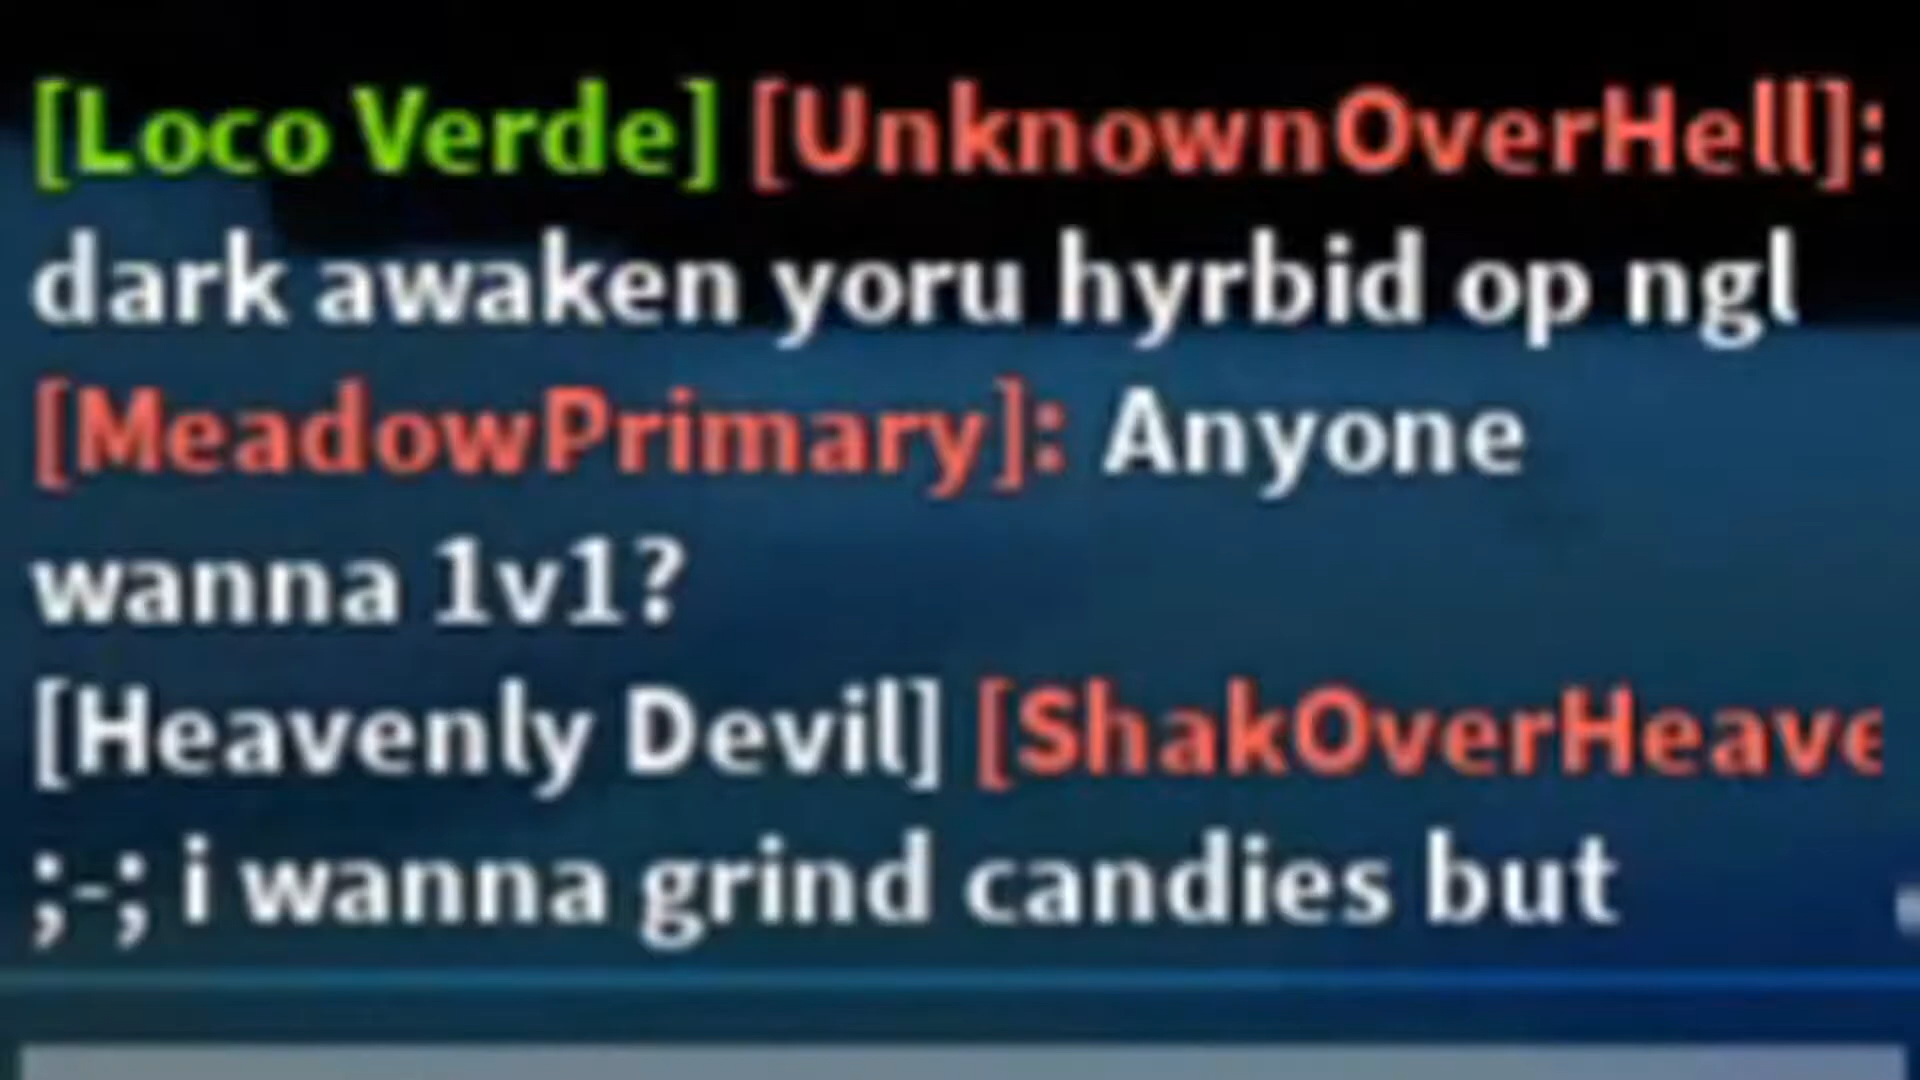 [Loco Verde] [UnknownOverHell]:
dark awaken yoru hyrbid op ngl
[MeadowPrimary]: Anyone
wanna 1v1?
[Heavenly Devil] [ShakOverHeave
;-; i wanna grind candies but